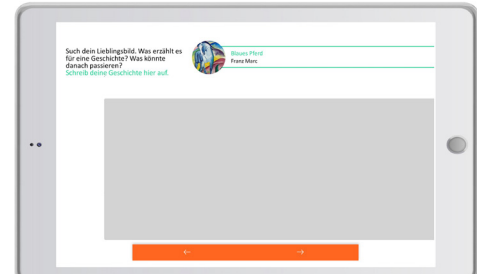 Such dein Lieblingsbild. Was erzählt es
für eine Geschichte? Was könnte
danach passieren?
Schreib deine Geschichte hier auf.
Blaues Pferd
Franz Marc
← →